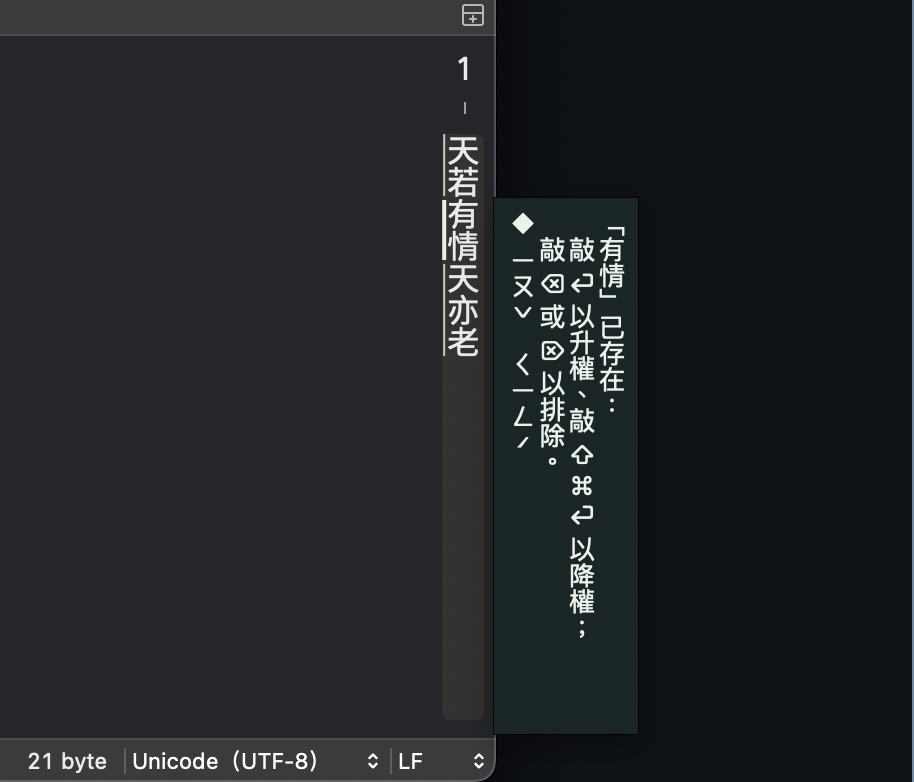 1
天若有情天亦老
「有情」已存在：
敲 ⏎ 以升權、敲 ⇧ ⌘ ⏎ 以降權；
敲 ⌫ 或 ⌦ 以排除。
◆ ㄧㄡˇ ㄑㄧㄥˊ
21 byte
Unicode（UTF-8）
LF